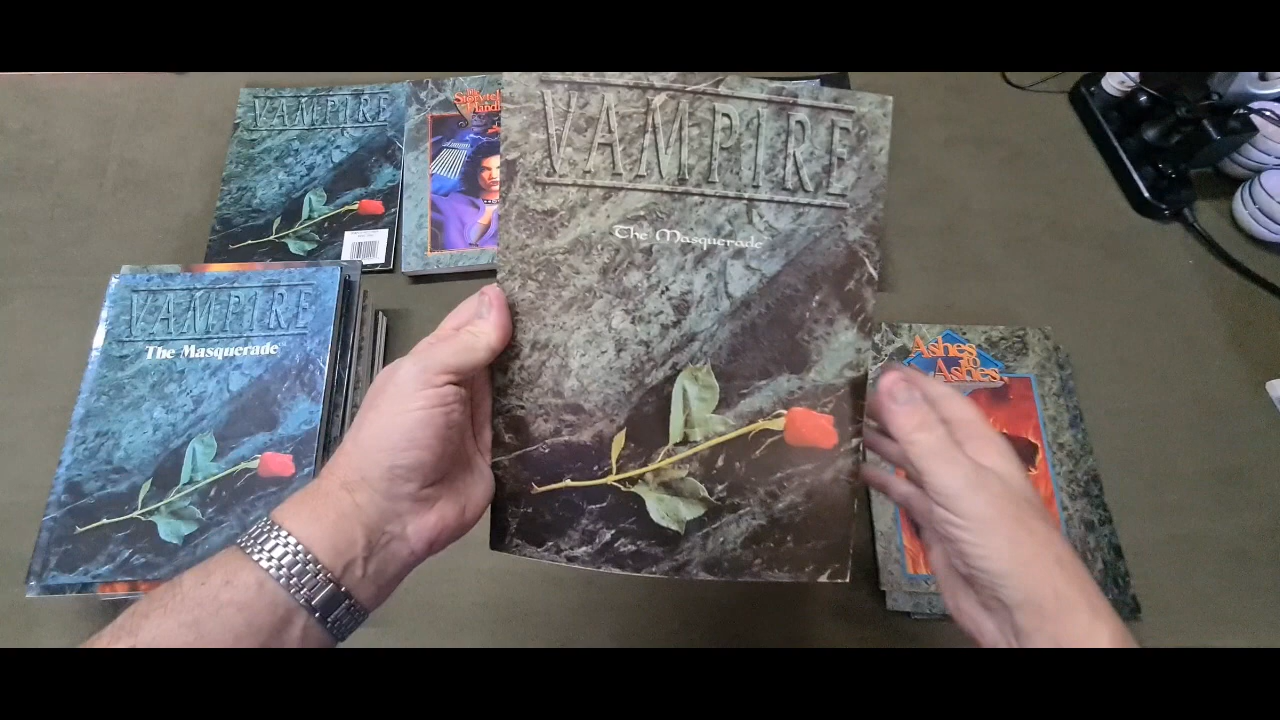 VAMPIRE
VAMPIRE
The Masquerade
VAMPIRE
The Masquerade
Ashes
to
Ashes